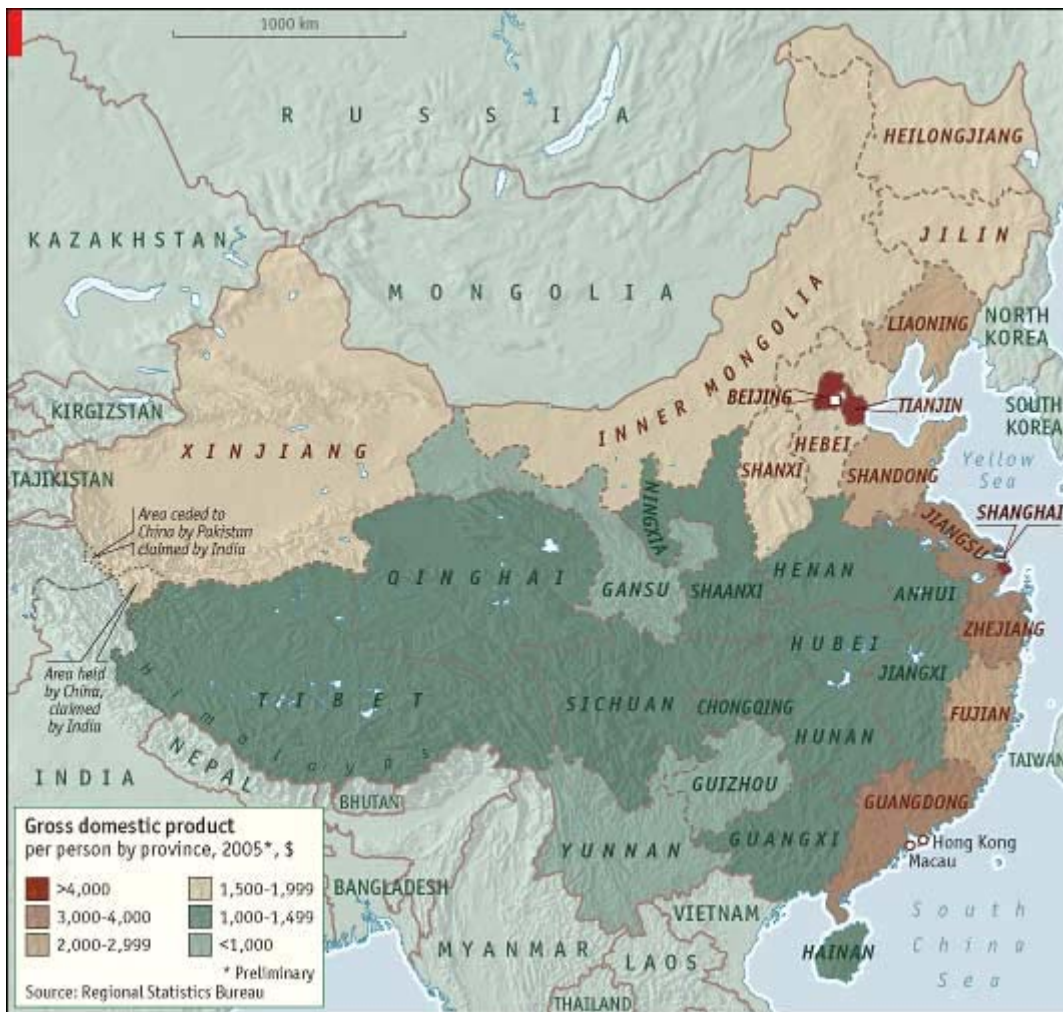 1000 km
RUSSIA
HEILONGJIANG
KAZAKHSTAN
JILIN
MONGOLIA
LIAONING
NORTH
KOREA
INNER MONGOLIA
KIRGIZSTAN
BEIJING
TIANJIN
SOUTH
KOREA
XINJIANG
HEBEI
SHANXI
SHANDONG
Yellow
Sea
TAJIKISTAN
NINGXIA
SHANGHAI
Area ceded to
China by Pakistan
claimed by India
JIANGSU
QINGHAI
HENAN
GANSU
SHAANXI
ANHUI
ZHEJIANG
HUBEI
JIANGXI
Area held
by China,
claimed
by India
Himalayas
TIBET
SICHUAN
CHONGQING
FUJIAN
HUNAN
TAIWAN
INDIA
NEPAL
GUIZHOU
BHUTAN
GUANGDONG
YUNNAN
GUANGXI
Hong Kong
Macau
Gross domestic product
per person by province, 2005*, $
>4,000
3,000-4,000
2,000-2,999
1,500-1,999
1,000-1,499
<1,000
* Preliminary
Source: Regional Statistics Bureau
BANGLADESH
VIETNAM
MYANMAR
LAOS
HAINAN
South
China
Sea
THAILAND